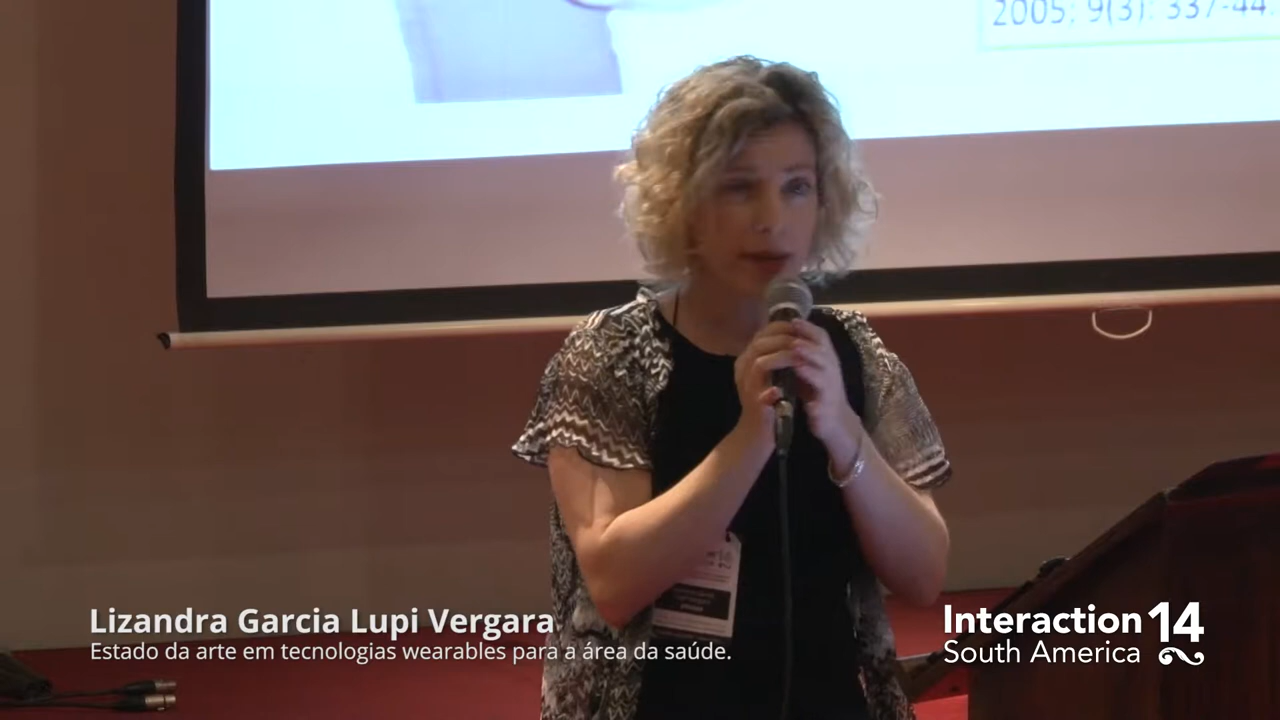 2005; 9(3): 337-44.
Lizandra Garcia Lupi Vergara
Estado da arte em tecnologias wearables para a área da saúde.
Interaction 14
South America